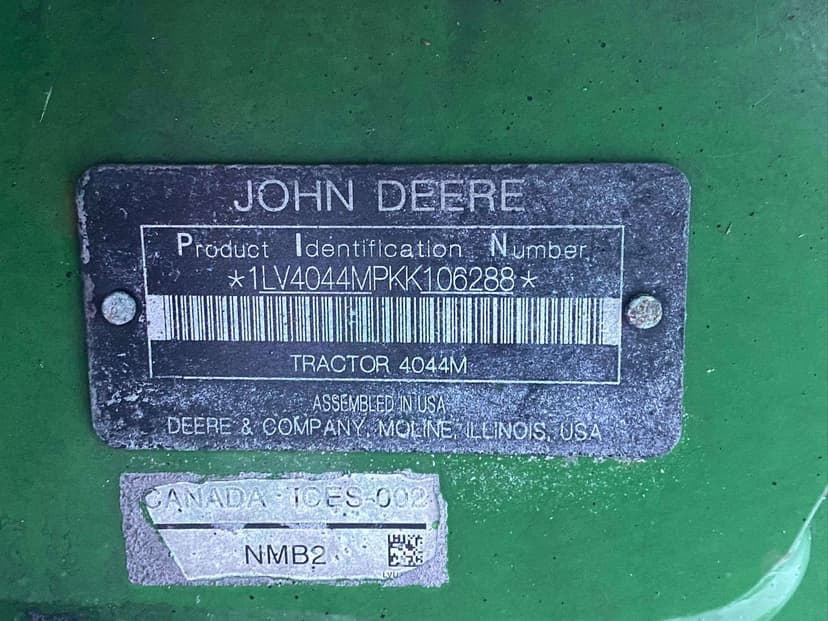 JOHN DEERE
Product Identification Number
*1LV4044MPKK106288*
TRACTOR 4044M
ASSEMBLED IN USA
DEERE & COMPANY, MOLINE, ILLINOIS, USA
CANADA ICES-002
NMB2